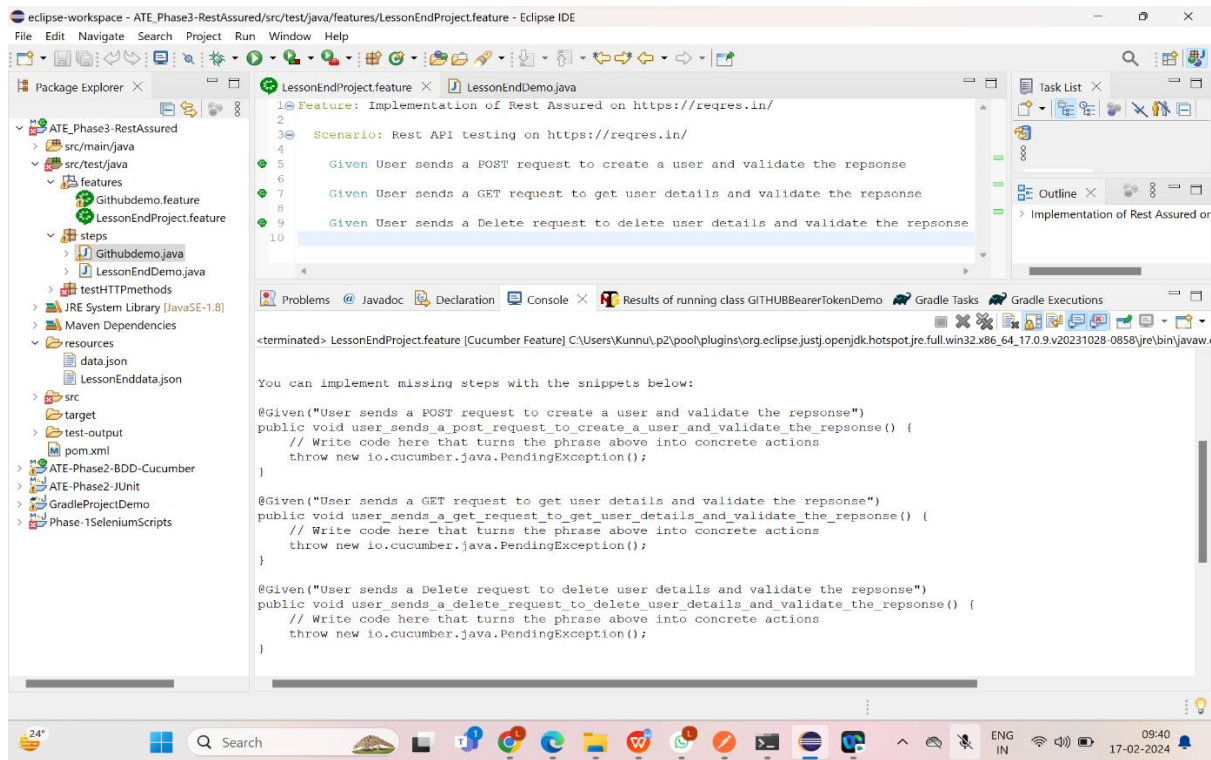 eclipse-workspace - ATE_Phase3-RestAssured/src/test/java/features/LessonEndProject.feature - Eclipse IDE
File Edit Navigate Search Project Run Window Help
Package Explorer
ATE_Phase3-RestAssured
src/main/java
src/test/java
features
Githubdemo.feature
LessonEndProject.feature
steps
Githubdemo.java
LessonEndDemo.java
testHTTPmethods
JRE System Library [JavaSE-1.8]
Maven Dependencies
resources
data.json
LessonEnddata.json
src
target
test-output
pom.xml
ATE-Phase2-BDD-Cucumber
ATE-Phase2-JUnit
GradleProjectDemo
Phase-1SeleniumScripts
LessonEndProject.feature LessonEndDemo.java
1 Feature: Implementation of Rest Assured on https://reqres.in/
2
3 Scenario: Rest API testing on https://reqres.in/
4
5 Given User sends a POST request to create a user and validate the repsonse
6
7 Given User sends a GET request to get user details and validate the repsonse
8
9 Given User sends a Delete request to delete user details and validate the repsonse
10
Task List
Outline
Implementation of Rest Assured or
Problems @ Javadoc Declaration Console Results of running class GITHUBBearerTokenDemo Gradle Tasks Gradle Executions
<terminated> LessonEndProject.feature [Cucumber Feature] C:\Users\Kunnu\.p2\pool\plugins\org.eclipse.justj.openjdk.hotspot.jre.full.win32.x86_64_17.0.9.v20231028-0858\jre\bin\javaw.
You can implement missing steps with the snippets below:
@Given("User sends a POST request to create a user and validate the repsonse")
public void user_sends_a_post_request_to_create_a_user_and_validate_the_repsonse() {
// Write code here that turns the phrase above into concrete actions
throw new io.cucumber.java.PendingException();
}
@Given("User sends a GET request to get user details and validate the repsonse")
public void user_sends_a_get_request_to_get_user_details_and_validate_the_repsonse() {
// Write code here that turns the phrase above into concrete actions
throw new io.cucumber.java.PendingException();
}
@Given("User sends a Delete request to delete user details and validate the repsonse")
public void user_sends_a_delete_request_to_delete_user_details_and_validate_the_repsonse() {
// Write code here that turns the phrase above into concrete actions
throw new io.cucumber.java.PendingException();
}
24°
Search
ENG
IN
09:40
17-02-2024